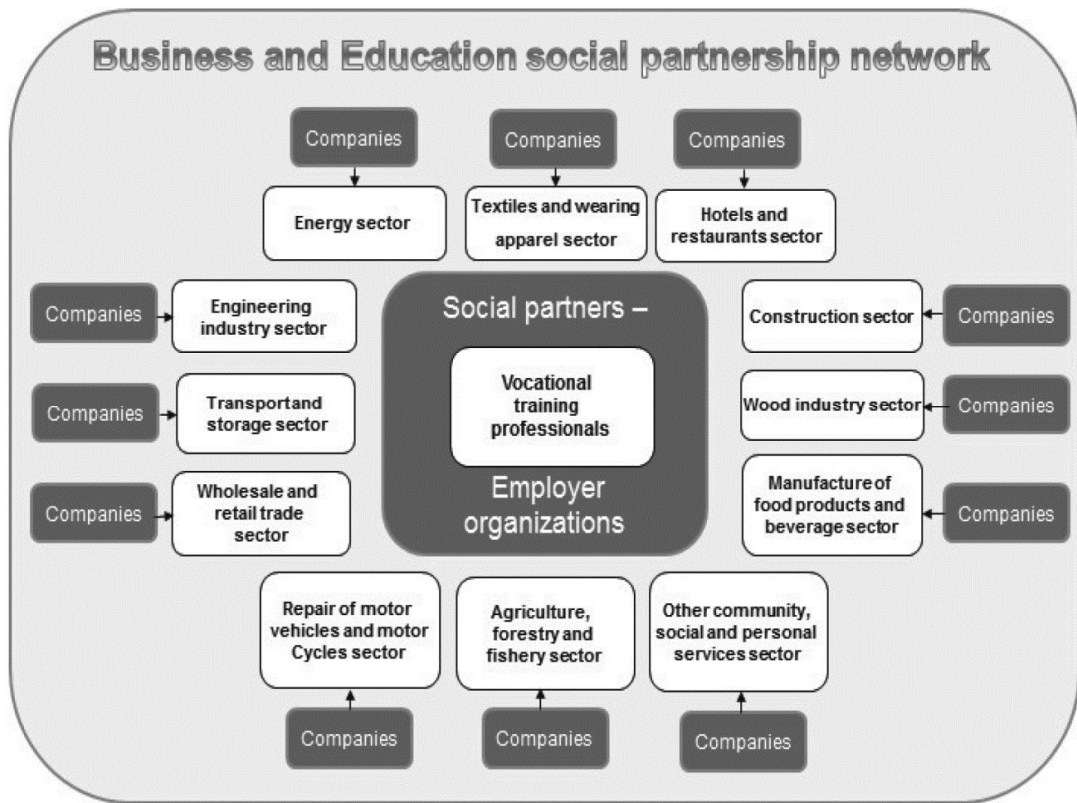 Business and Education social partnership network
Companies
Companies
Companies
Energy sector
Textiles and wearing
apparel sector
Hotels and
restaurants sector
Companies
Engineering
industry sector
Social partners –
Construction sector
Companies
Companies
Transport and
storage sector
Vocational
training
professionals
Wood industry sector
Companies
Companies
Wholesale and
retail trade
sector
Employer
organizations
Manufacture of
food products and
beverage sector
Companies
Repair of motor
vehicles and motor
Cycles sector
Agriculture,
forestry and
fishery sector
Other community,
social and personal
services sector
Companies
Companies
Companies